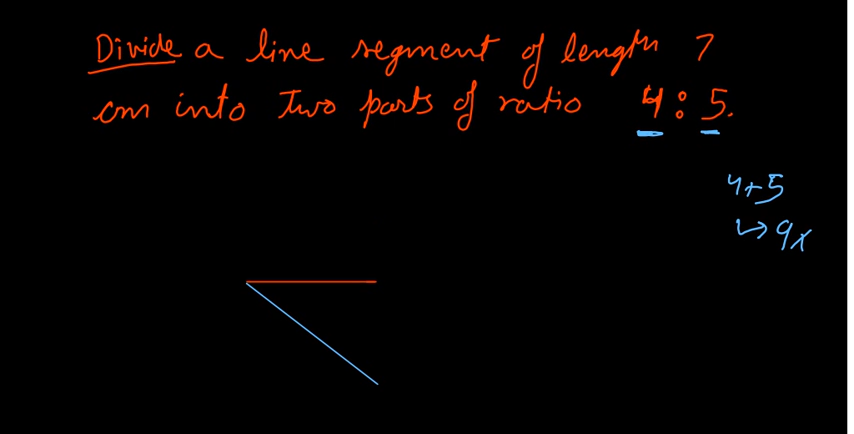 Divide a line segment of length 7
cm into two parts of ratio 4 : 5.
4+5
↳ 9x